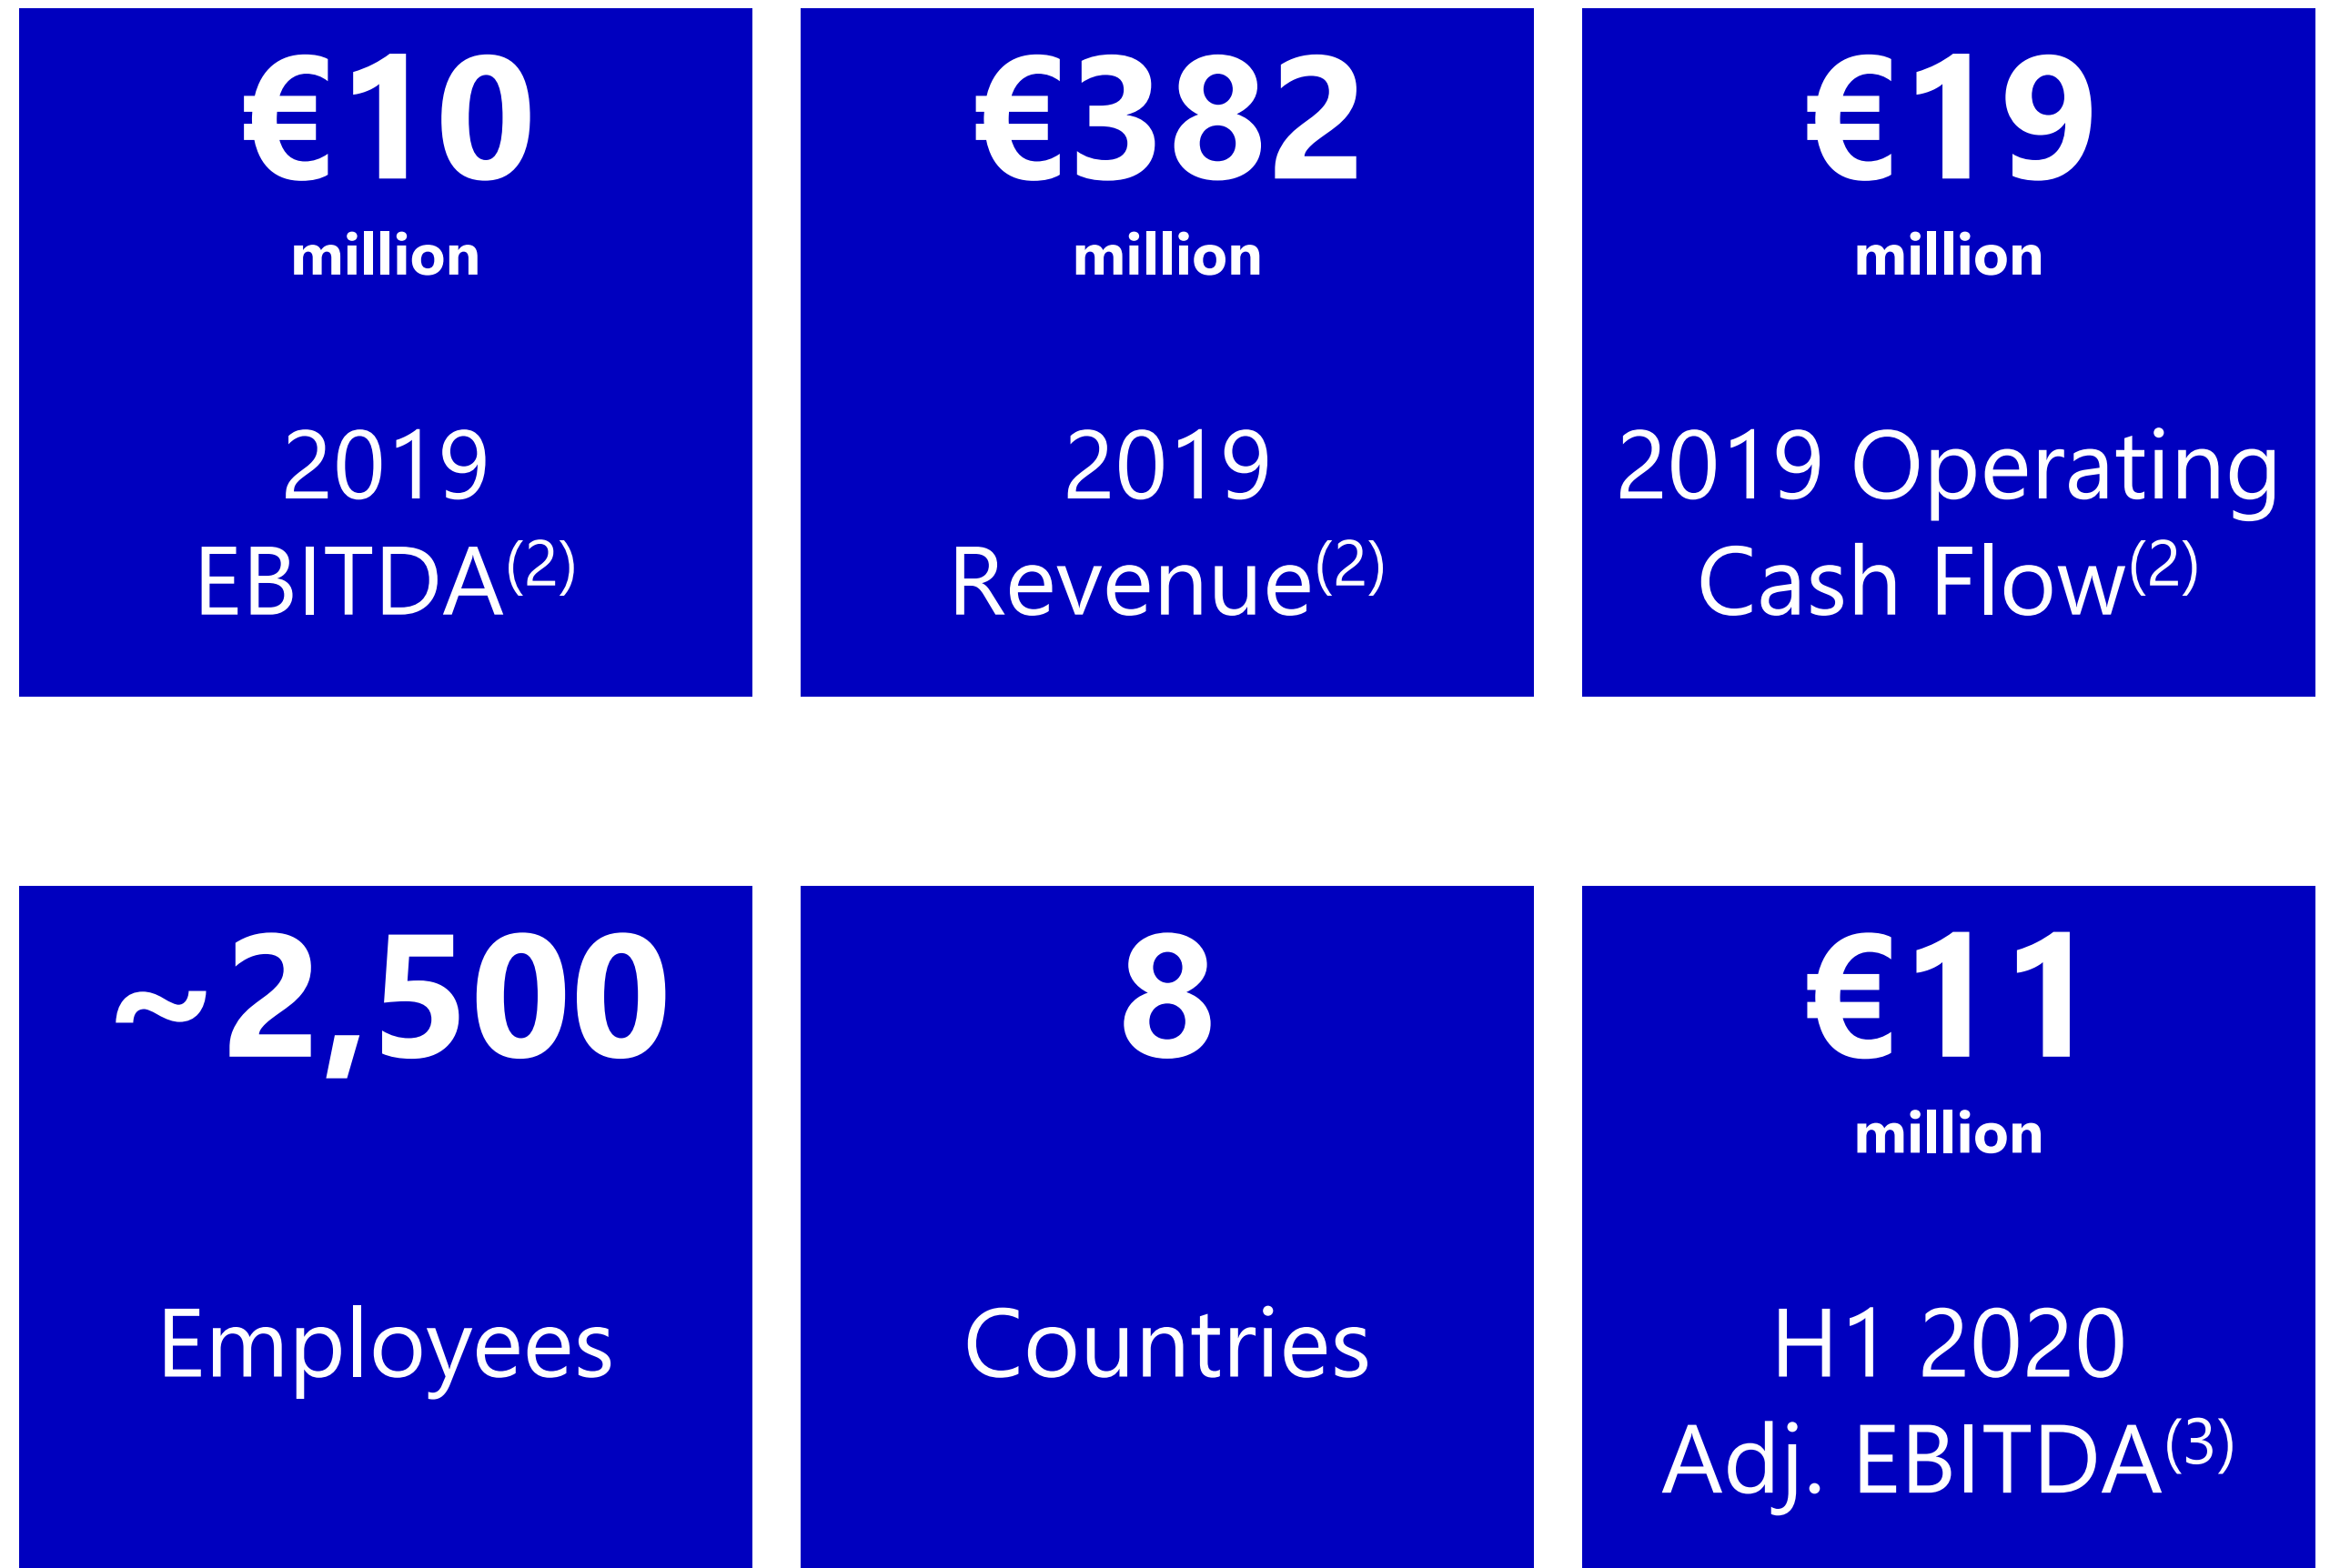 €10
million
2019
EBITDA(2)
€382
million
2019
Revenue(2)
€19
million
2019 Operating
Cash Flow(2)
~2,500
Employees
8
Countries
€11
million
H1 2020
Adj. EBITDA(3)